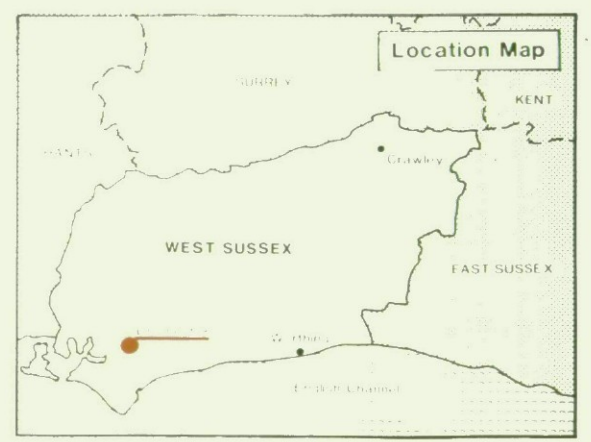 Location Map
SURREY
KENT
HANTS
Crawley
WEST SUSSEX
EAST SUSSEX
Worthing
English Channel